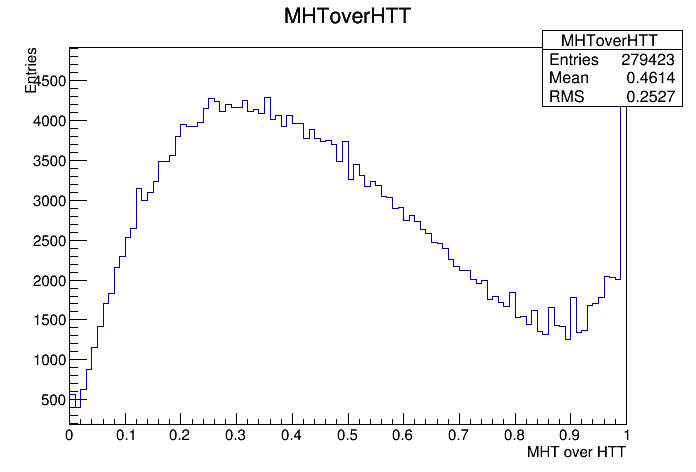 MHToverHTT
MHToverHTT
Entries 279423
Mean 0.4614
RMS 0.2527
Entries
4500
4000
3500
3000
2500
2000
1500
1000
500
0 0.1 0.2 0.3 0.4 0.5 0.6 0.7 0.8 0.9 1
MHT over HTT